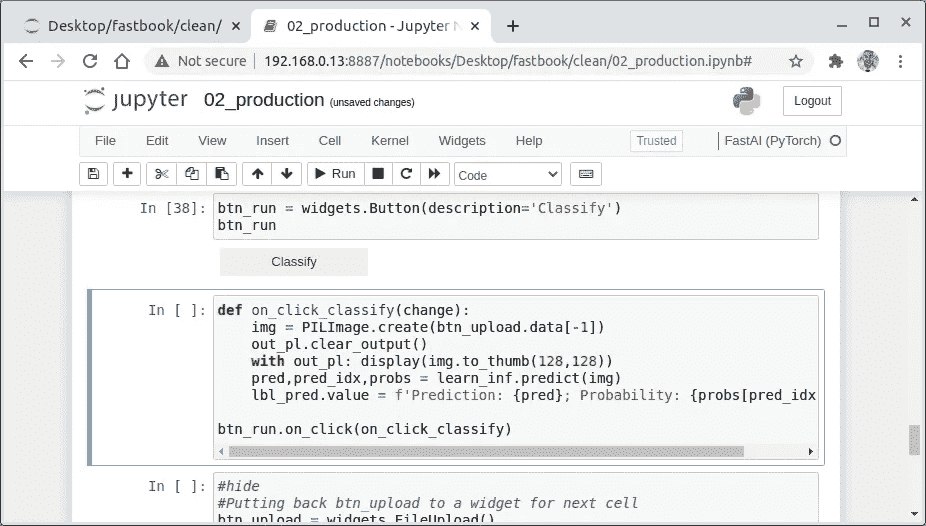 Desktop/fastbook/clean/
02_production - Jupyter N
Not secure
192.168.0.13:8887/notebooks/Desktop/fastbook/clean/02_production.ipynb#
jupyter 02_production (unsaved changes)
Logout
File Edit View Insert Cell Kernel Widgets Help
Trusted
FastAI (PyTorch)
Run
Code
In [38]: btn_run = widgets.Button(description='Classify')
btn_run
Classify
In [ ]: def on_click_classify(change):
img = PILImage.create(btn_upload.data[-1])
out_pl.clear_output()
with out_pl: display(img.to_thumb(128,128))
pred,pred_idx,probs = learn_inf.predict(img)
lbl_pred.value = f'Prediction: {pred}; Probability: {probs[pred_idx
btn_run.on_click(on_click_classify)
In [ ]: #hide
#Putting back btn_upload to a widget for next cell
btn_upload = widgets.FileUpload()